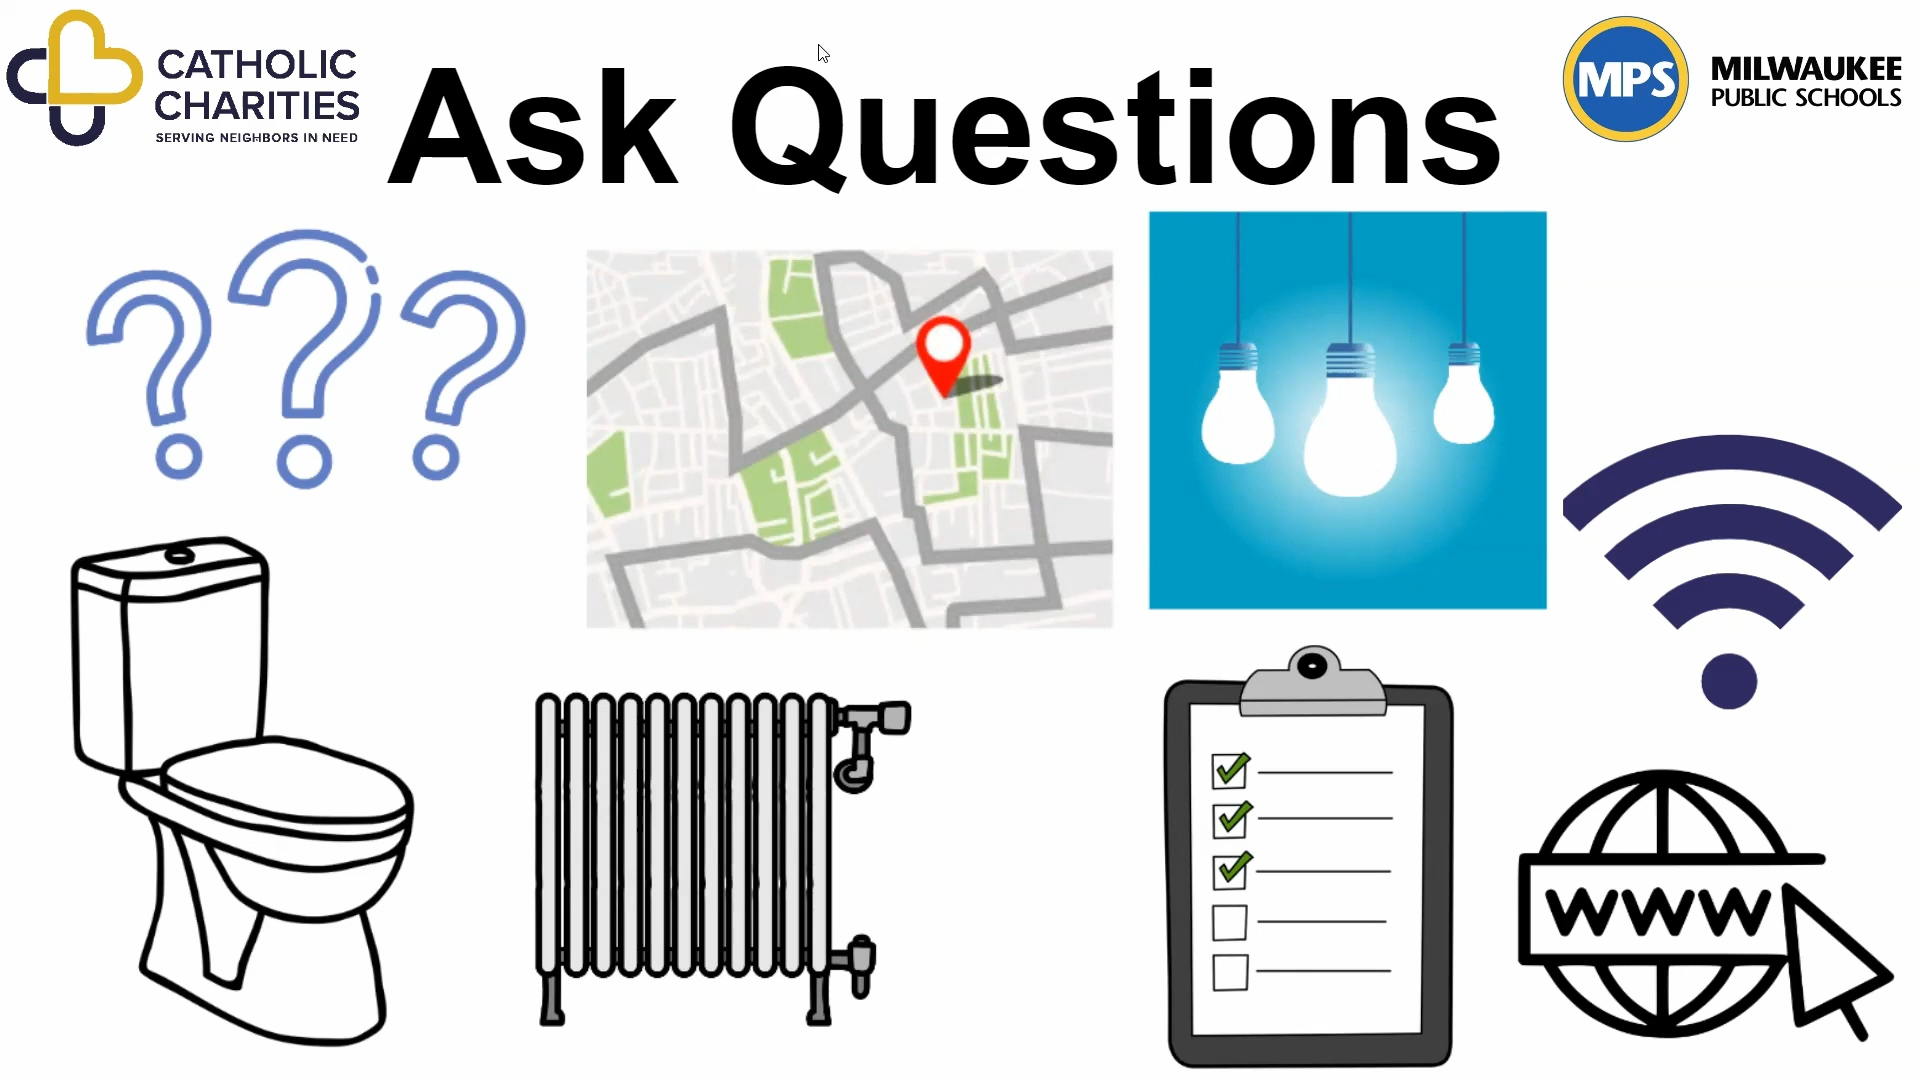 CATHOLIC
CHARITIES
SERVING NEIGHBORS IN NEED
Ask Questions
MPS
MILWAUKEE
PUBLIC SCHOOLS
???
www